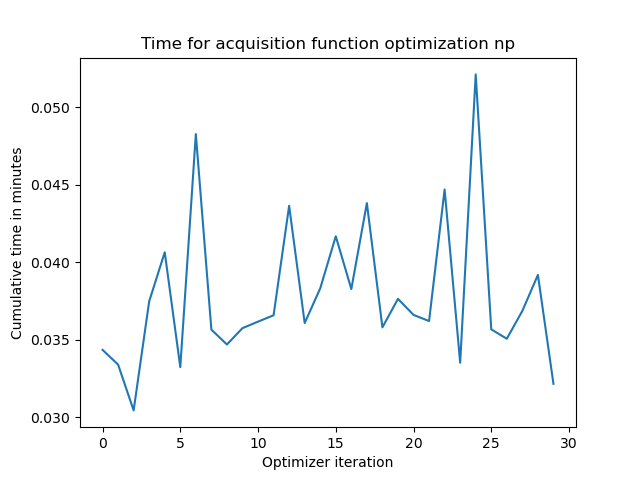 Time for acquisition function optimization np
Cumulative time in minutes
0.050
0.045
0.040
0.035
0.030
0 5 10 15 20 25 30
Optimizer iteration